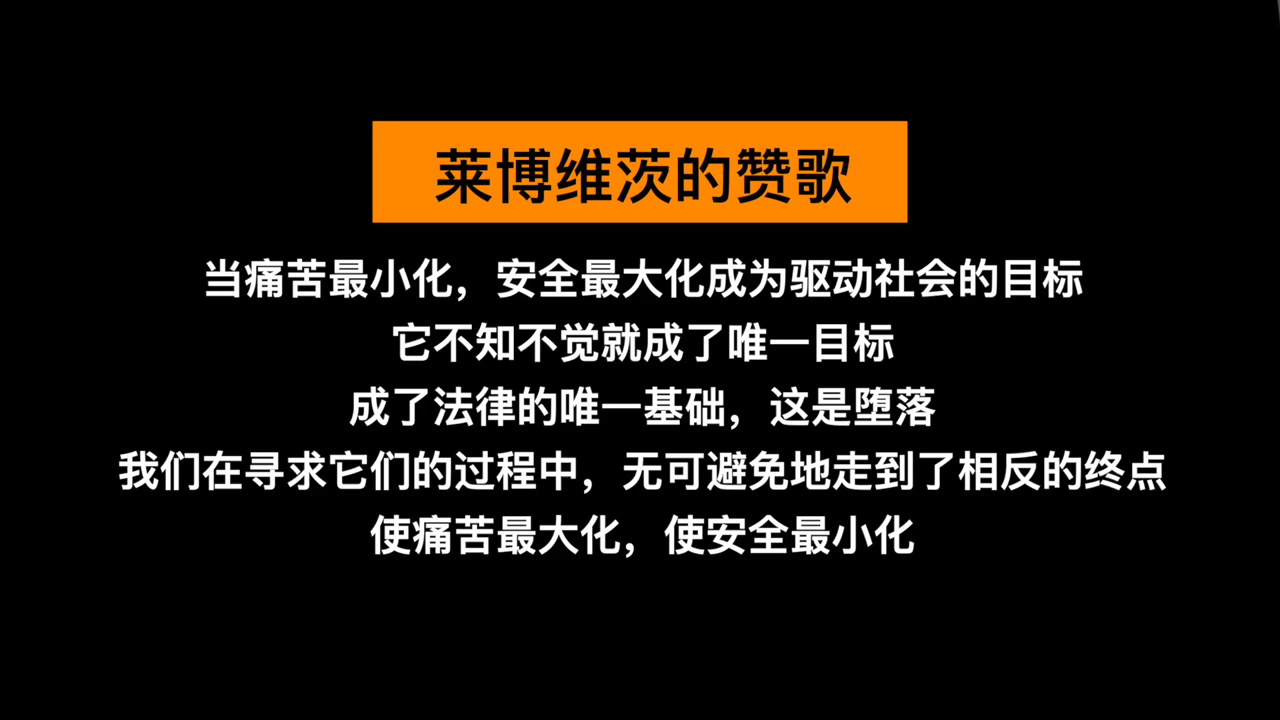 莱博维茨的赞歌
当痛苦最小化，安全最大化成为驱动社会的目标
它不知不觉就成了唯一目标
成了法律的唯一基础，这是堕落
我们在寻求它们的过程中，无可避免地走到了相反的终点
使痛苦最大化，使安全最小化